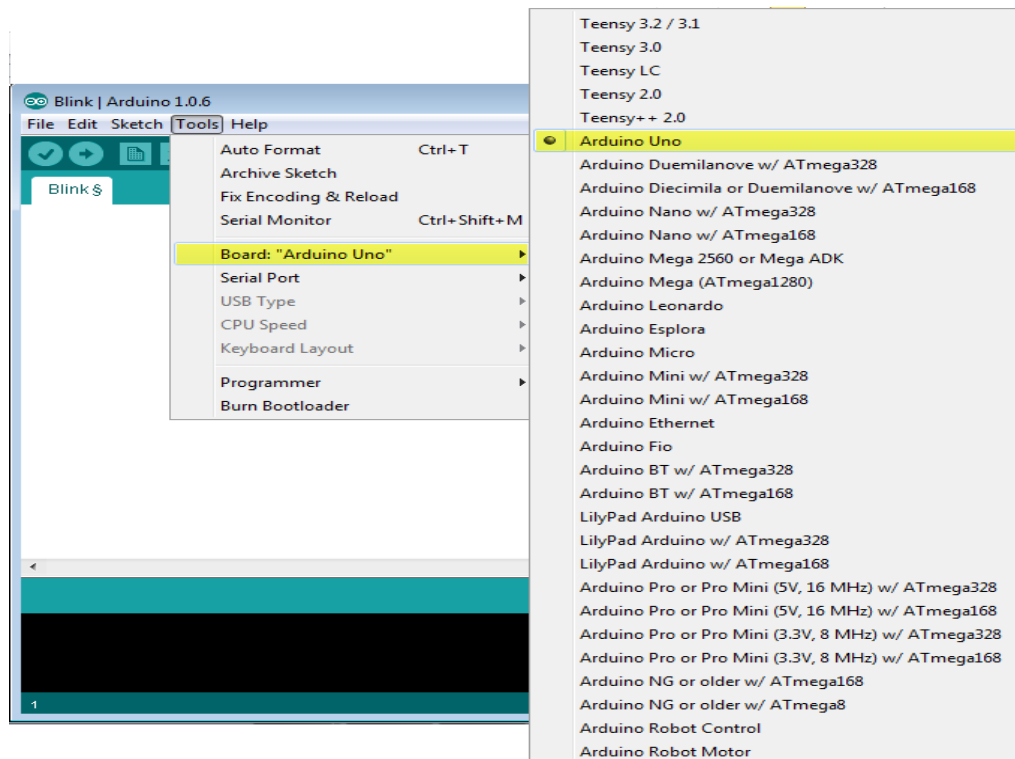 Blink | Arduino 1.0.6
File Edit Sketch Tools Help
Blink §
Auto Format Ctrl+T
Archive Sketch
Fix Encoding & Reload
Serial Monitor Ctrl+Shift+M
Board: "Arduino Uno"
Serial Port
USB Type
CPU Speed
Keyboard Layout
Programmer
Burn Bootloader
1
Teensy 3.2 / 3.1
Teensy 3.0
Teensy LC
Teensy 2.0
Teensy++ 2.0
Arduino Uno
Arduino Duemilanove w/ ATmega328
Arduino Diecimila or Duemilanove w/ ATmega168
Arduino Nano w/ ATmega328
Arduino Nano w/ ATmega168
Arduino Mega 2560 or Mega ADK
Arduino Mega (ATmega1280)
Arduino Leonardo
Arduino Esplora
Arduino Micro
Arduino Mini w/ ATmega328
Arduino Mini w/ ATmega168
Arduino Ethernet
Arduino Fio
Arduino BT w/ ATmega328
Arduino BT w/ ATmega168
LilyPad Arduino USB
LilyPad Arduino w/ ATmega328
LilyPad Arduino w/ ATmega168
Arduino Pro or Pro Mini (5V, 16 MHz) w/ ATmega328
Arduino Pro or Pro Mini (5V, 16 MHz) w/ ATmega168
Arduino Pro or Pro Mini (3.3V, 8 MHz) w/ ATmega328
Arduino Pro or Pro Mini (3.3V, 8 MHz) w/ ATmega168
Arduino NG or older w/ ATmega168
Arduino NG or older w/ ATmega8
Arduino Robot Control
Arduino Robot Motor